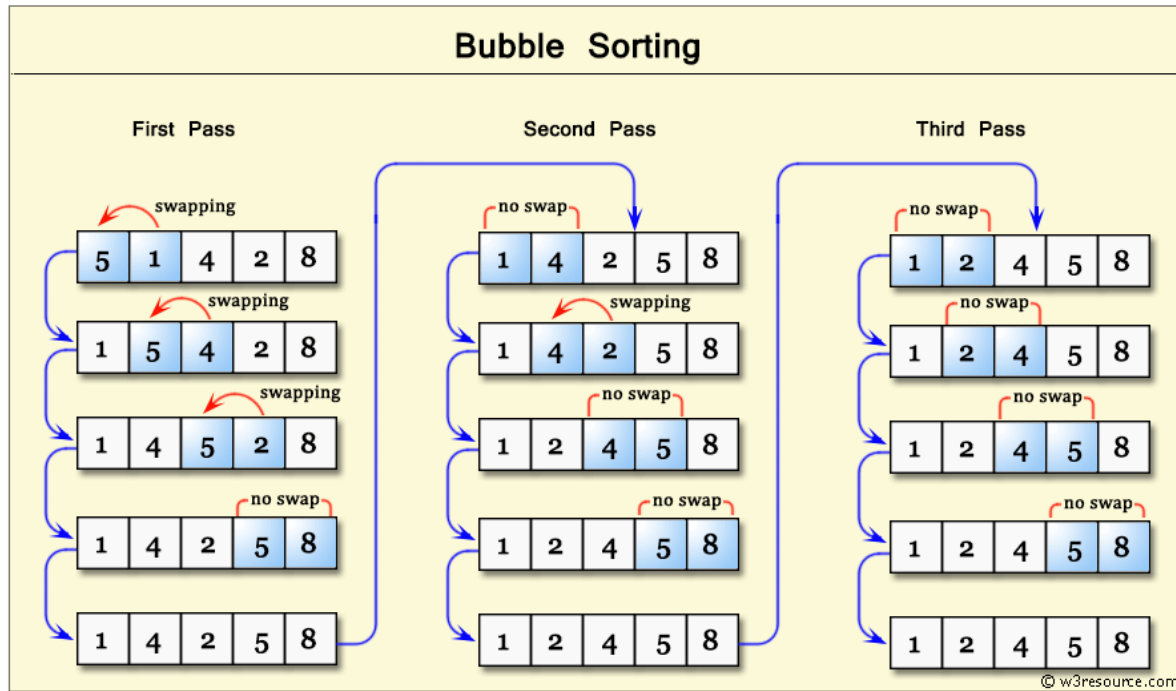 Bubble Sorting
First Pass
swapping
5 1 4 2 8
swapping
1 5 4 2 8
swapping
1 4 5 2 8
no swap
1 4 2 5 8
1 4 2 5 8
Second Pass
no swap
1 4 2 5 8
swapping
1 4 2 5 8
no swap
1 2 4 5 8
no swap
1 2 4 5 8
1 2 4 5 8
Third Pass
no swap
1 2 4 5 8
no swap
1 2 4 5 8
no swap
1 2 4 5 8
no swap
1 2 4 5 8
1 2 4 5 8
© w3resource.com